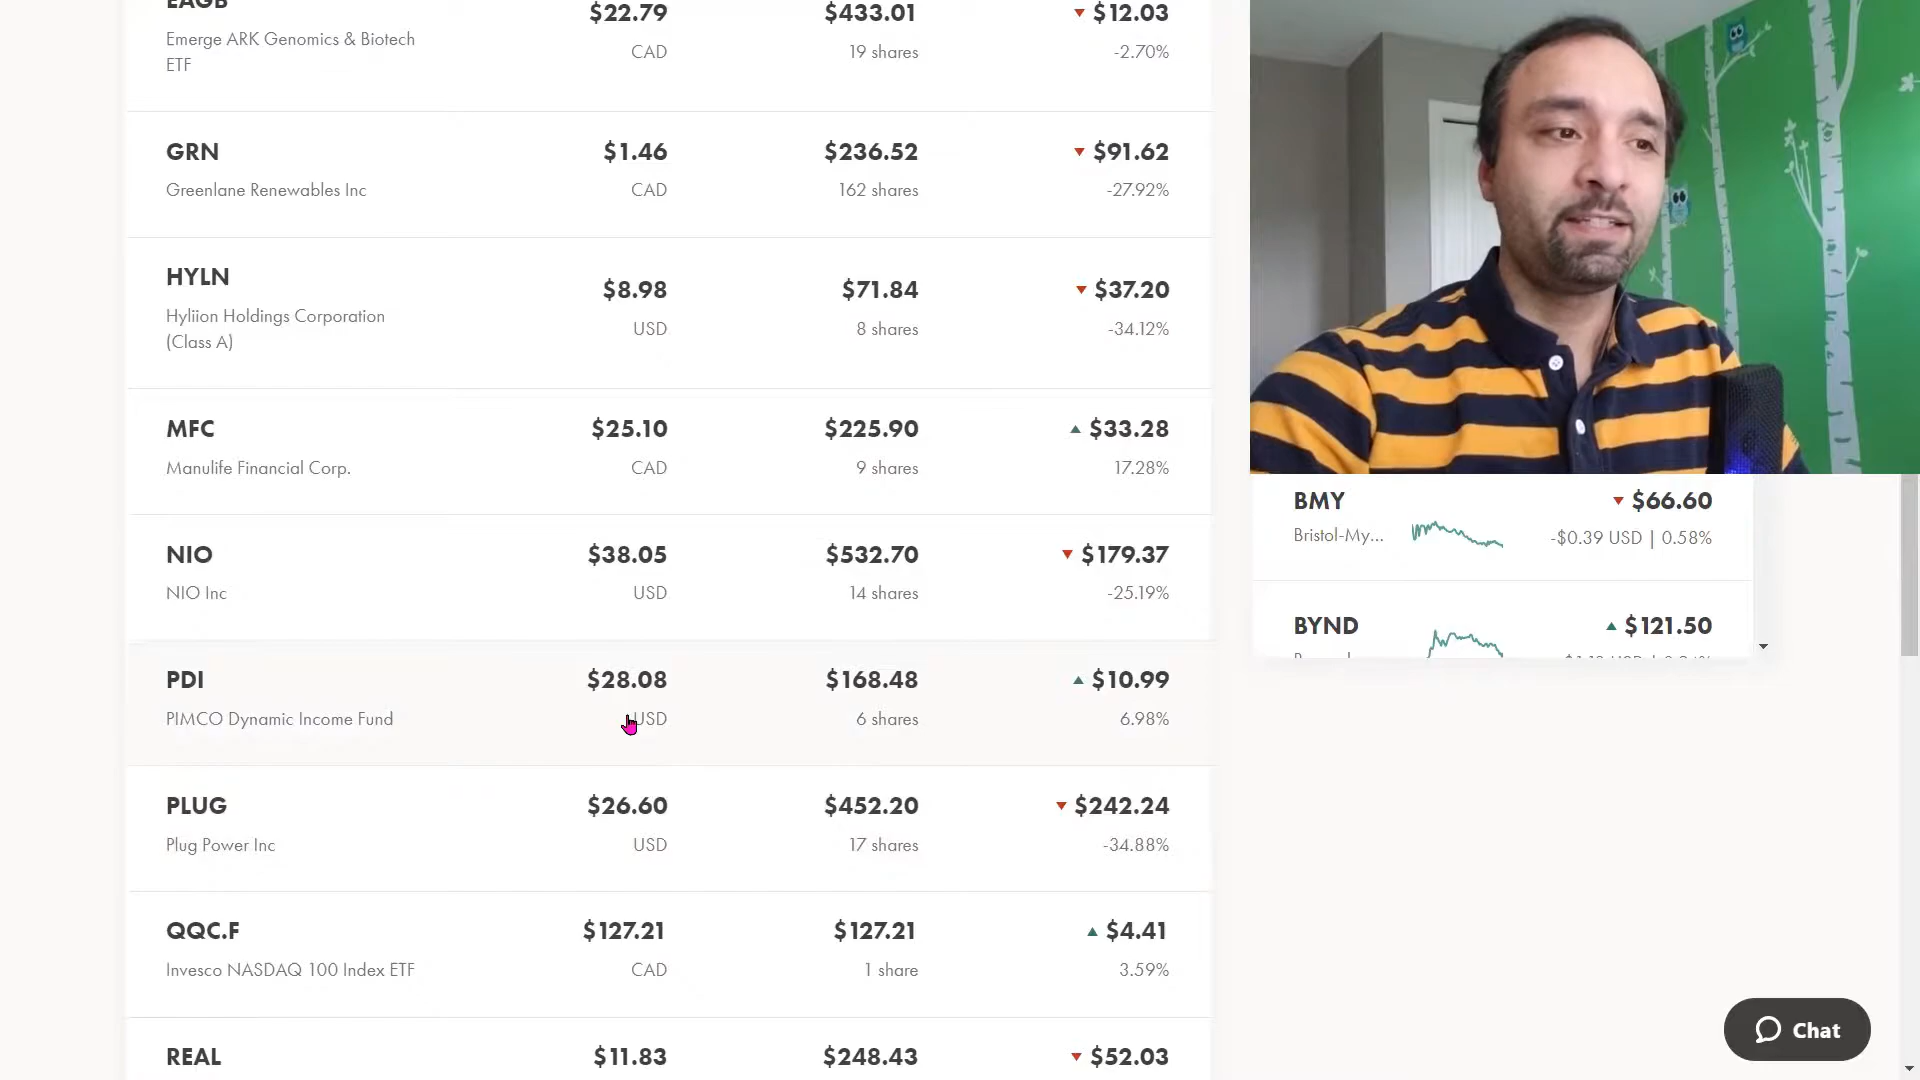 EAGB $22.79 $433.01 $12.03
Emerge ARK Genomics & Biotech
ETF
CAD 19 shares -2.70%
GRN $1.46 $236.52 $91.62
Greenlane Renewables Inc CAD 162 shares -27.92%
HYLN
$8.98 $71.84 $37.20
Hyliion Holdings Corporation
(Class A)
USD 8 shares -34.12%
MFC $25.10 $225.90 $33.28
Manulife Financial Corp. CAD 9 shares 17.28%
NIO $38.05 $532.70 $179.37
NIO Inc USD 14 shares -25.19%
PDI $28.08 $168.48 $10.99
PIMCO Dynamic Income Fund USD 6 shares 6.98%
PLUG $26.60 $452.20 $242.24
Plug Power Inc USD 17 shares -34.88%
QQC.F $127.21 $127.21 $4.41
Invesco NASDAQ 100 Index ETF CAD 1 share 3.59%
REAL $11.83 $248.43 $52.03
BMY $66.60
Bristol-My... -$0.39 USD | 0.58%
BYND $121.50
Chat